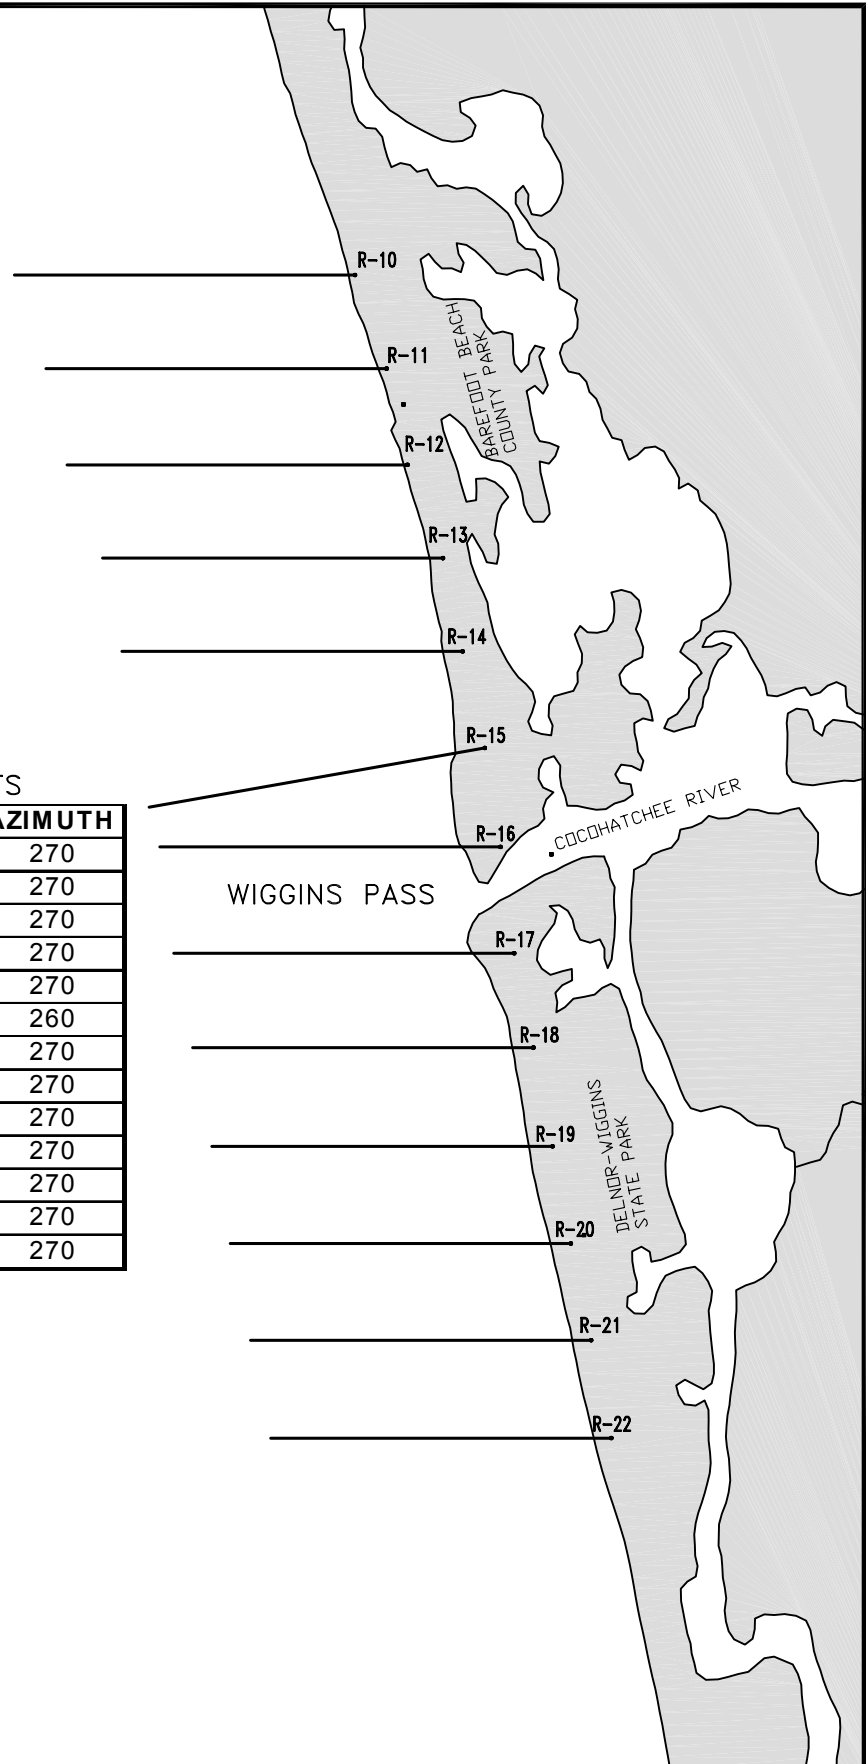 R-10
R-11
BAREFOOT BEACH
COUNTY PARK
R-12
R-13
R-14
R-15
TS
AZIMUTH
270
270
270
270
270
260
270
270
270
270
270
270
270
R-16
COCOHATCHEE RIVER
WIGGINS PASS
R-17
R-18
R-19
DELNOR-WIGGINS
STATE PARK
R-20
R-21
R-22